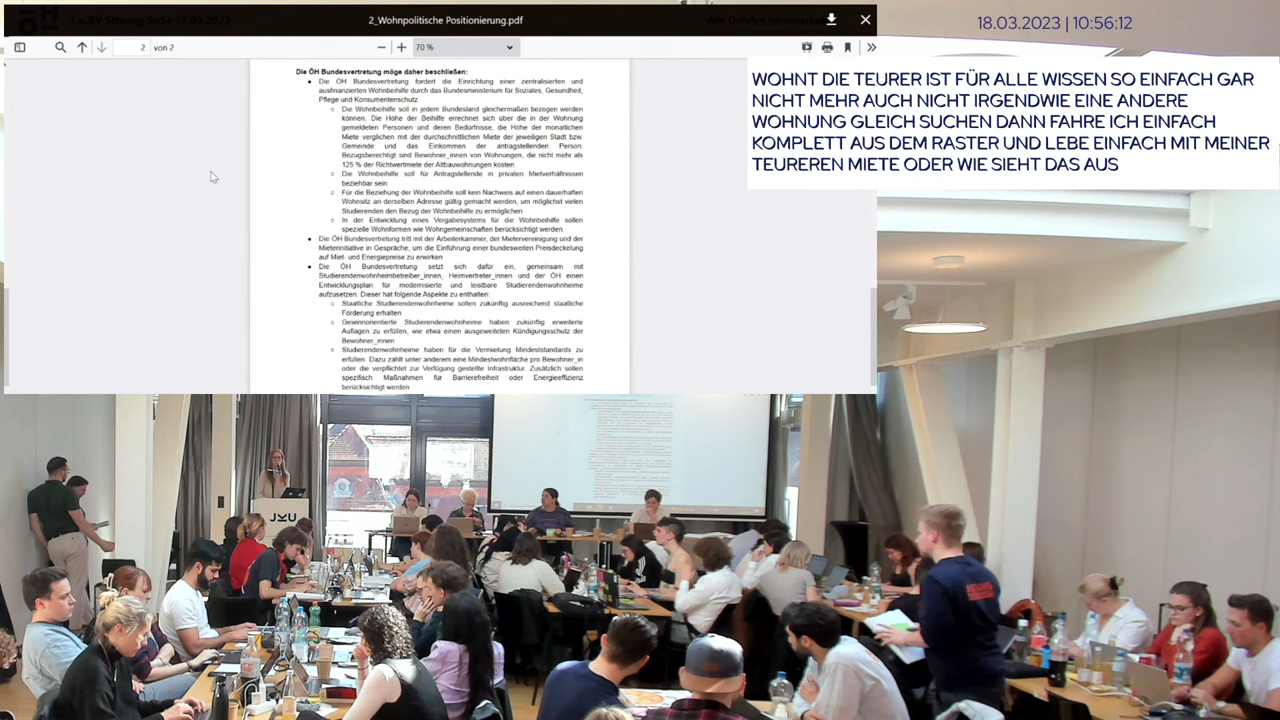 1.o.BV Sitzung SoSe 17.03.2023
2_Wohnpolitische Positionierung.pdf
Alle Dateien herunterladen
18.03.2023 | 10:56:12
2 von 2
70 %
WOHNT DIE TEURER IST FÜR ALLE WISSEN SO EINFACH GAR
NICHT MEHR AUCH NICHT IRGENDWIE EINE ANDERE
WOHNUNG GLEICH SUCHEN DANN FAHRE ICH EINFACH
KOMPLETT AUS DEM RASTER UND LEBE EINFACH MIT MEINER
TEUREREN MIETE ODER WIE SIEHT DAS AUS
Die ÖH Bundesvertretung möge daher beschließen:
• Die ÖH Bundesvertretung fordert die Einrichtung einer zentralisierten und
ausfinanzierten Wohnbeihilfe durch das Bundesministerium für Soziales, Gesundheit,
Pflege und Konsumentenschutz
○ Die Wohnbeihilfe soll in jedem Bundesland gleichermaßen bezogen werden
können. Die Höhe der Beihilfe errechnet sich über die in der Wohnung
gemeldeten Personen und deren Bedürfnisse, die Höhe der monatlichen
Miete verglichen mit der durchschnittlichen Miete der jeweiligen Stadt bzw.
Gemeinde und das Einkommen der antragstellenden Person.
Bezugsberechtigt sind Bewohner_innen von Wohnungen, die nicht mehr als
125 % der Richtwertmiete der Altbauwohnungen kosten
○ Die Wohnbeihilfe soll für Antragstellende in privaten Mietverhältnissen
beziehbar sein
○ Für die Beziehung der Wohnbeihilfe soll kein Nachweis auf einen dauerhaften
Wohnsitz an derselben Adresse gültig gemacht werden, um möglichst vielen
Studierenden den Bezug der Wohnbeihilfe zu ermöglichen
○ In der Entwicklung eines Vergabesystems für die Wohnbeihilfe sollen
spezielle Wohnformen wie Wohngemeinschaften berücksichtigt werden.
• Die ÖH Bundesvertretung tritt mit der Arbeiterkammer, der Mietervereinigung und der
Mieterinitiative in Gespräche, um die Einführung einer bundesweiten Preisdeckelung
auf Miet- und Energiepreise zu erwirken
• Die ÖH Bundesvertretung setzt sich dafür ein, gemeinsam mit
Studierendenwohnheimbetreiber_innen, Heimvertreter_innen und der ÖH einen
Entwicklungsplan für modernisierte und leistbare Studierendenwohnheime
aufzusetzen. Dieser hat folgende Aspekte zu enthalten:
○ Staatliche Studierendenwohnheime sollen zukünftig ausreichend staatliche
Förderung erhalten
○ Gewinnorientierte Studierendenwohnheime haben zukünftig erweiterte
Auflagen zu erfüllen, wie etwa einen ausgeweiteten Kündigungsschutz der
Bewohner_innen
○ Studierendenwohnheime haben für die Vermietung Mindeststandards zu
erfüllen. Dazu zählt unter anderem eine Mindestwohnfläche pro Bewohner_in
oder die verpflichtet zur Verfügung gestellte Infrastruktur. Zusätzlich sollen
spezifisch Maßnahmen für Barrierefreiheit oder Energieeffizienz
berücksichtigt werden
JKU